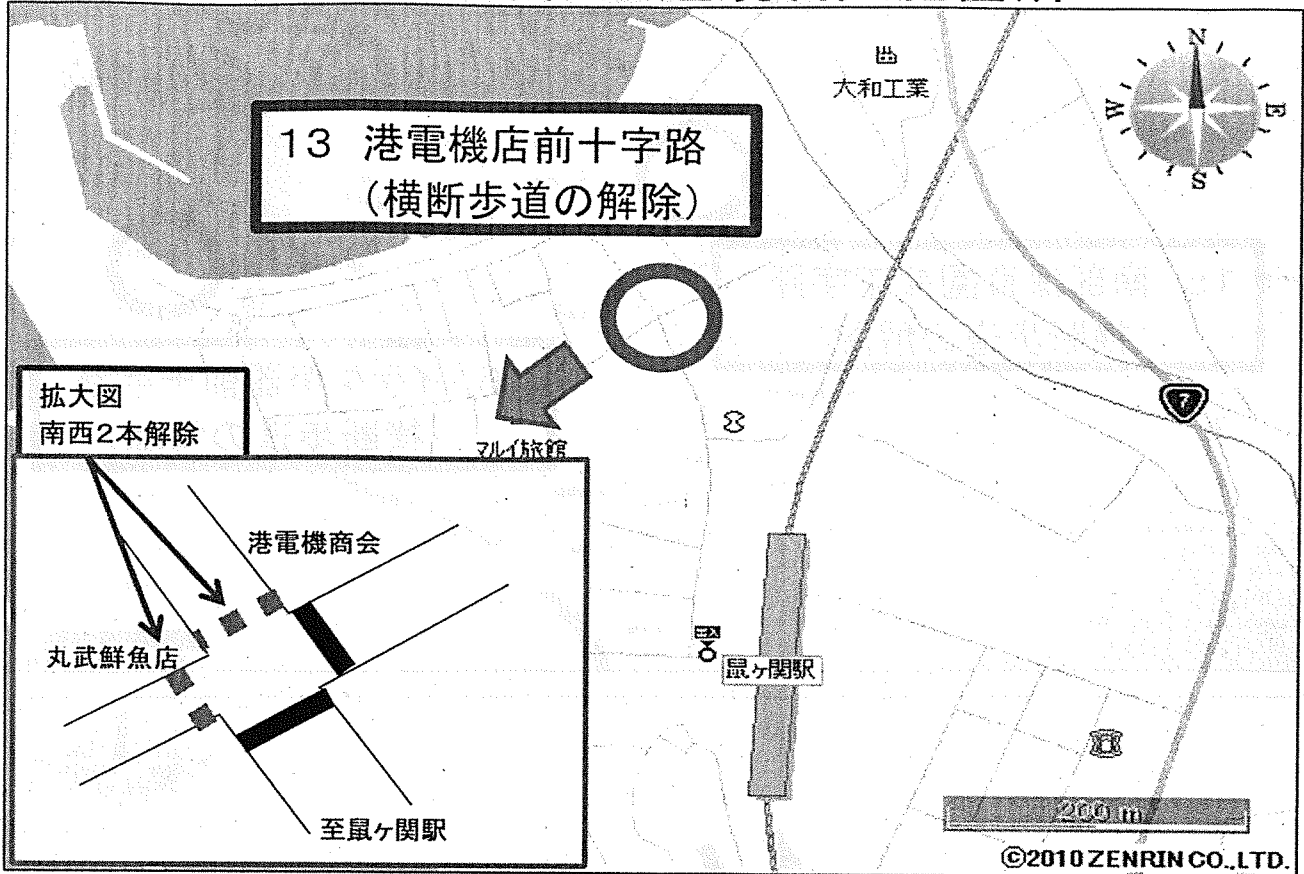 大和工業
N
W
E
S
13 港電機店前十字路
(横断歩道の解除)
7
拡大図
南西2本解除
マルイ旅館
港電機商会
丸武鮮魚店
至鼠ヶ関駅
鼠ヶ関駅
200 m
©2010 ZENRIN CO., LTD.